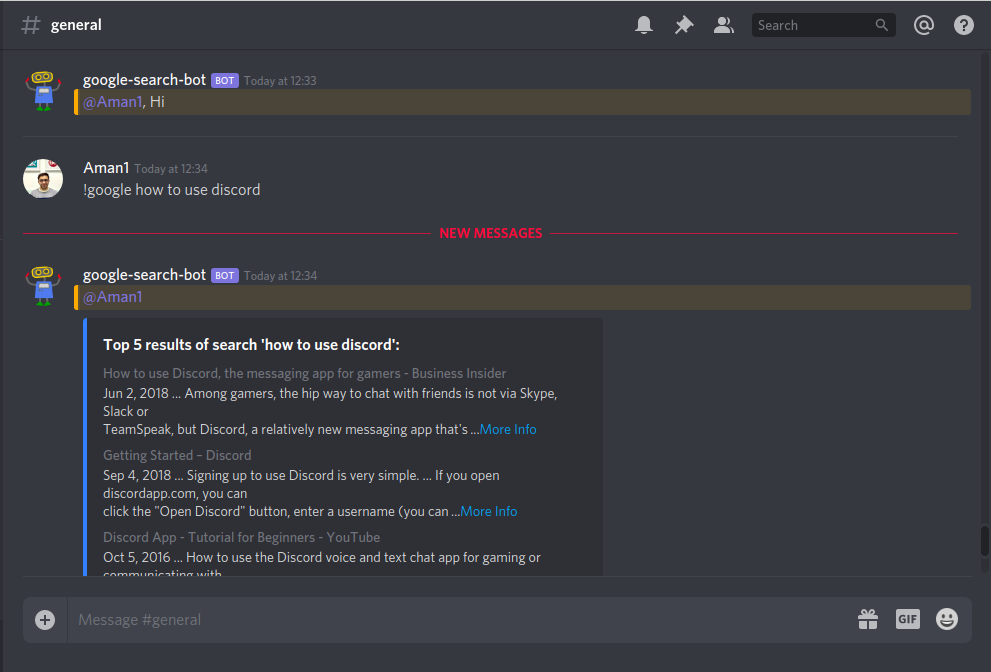 # general
Search
google-search-bot BOT Today at 12:33
@Aman1, Hi
Aman1 Today at 12:34
!google how to use discord
NEW MESSAGES
google-search-bot BOT Today at 12:34
@Aman1
Top 5 results of search 'how to use discord':
How to use Discord, the messaging app for gamers - Business Insider
Jun 2, 2018 ... Among gamers, the hip way to chat with friends is not via Skype,
Slack or
TeamSpeak, but Discord, a relatively new messaging app that's ...More Info
Getting Started – Discord
Sep 4, 2018 ... Signing up to use Discord is very simple. ... If you open
discordapp.com, you can
click the "Open Discord" button, enter a username (you can ...More Info
Discord App - Tutorial for Beginners - YouTube
Oct 5, 2016 ... How to use the Discord voice and text chat app for gaming or
communicating with
Message #general
GIF